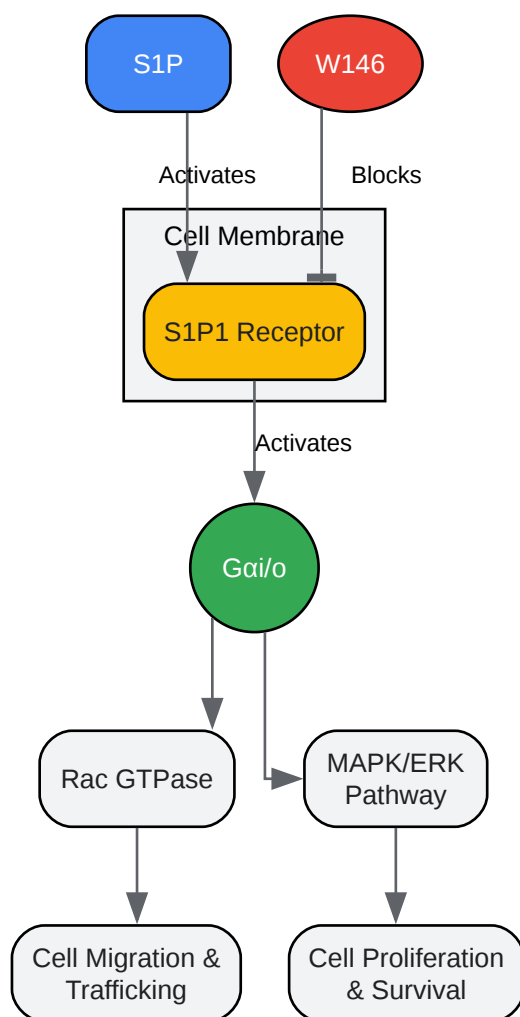 S1P
W146
Activates
Blocks
Cell Membrane
S1P1 Receptor
Activates
Gαi/o
Rac GTPase
MAPK/ERK
Pathway
Cell Migration &
Trafficking
Cell Proliferation
& Survival